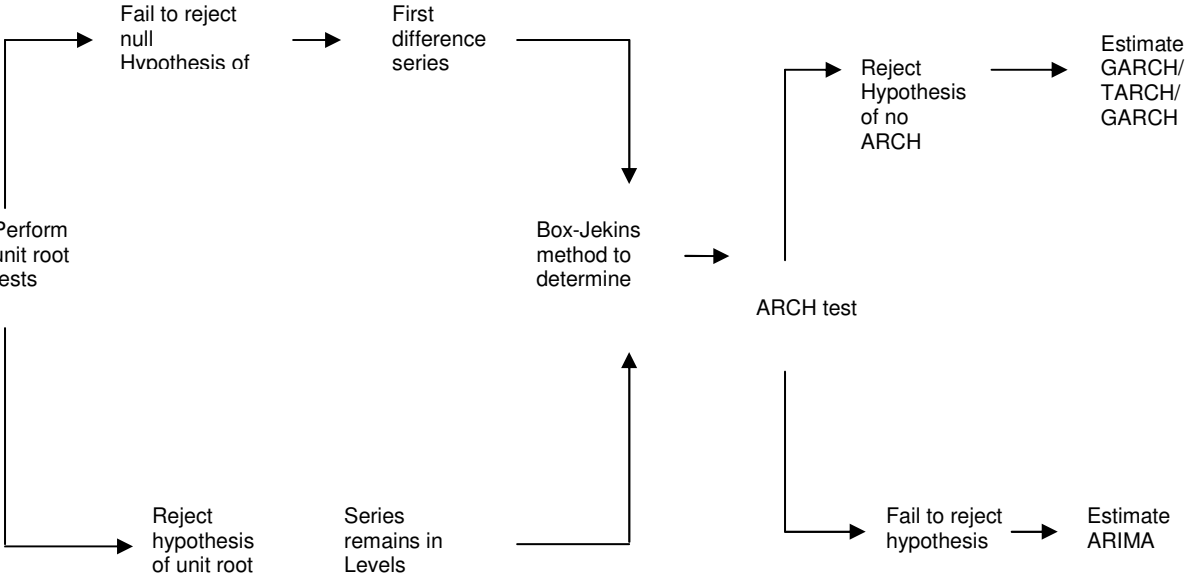 Fail to reject
null
Hypothesis of
First
difference
series
Estimate
GARCH/
TARCH/
GARCH
Reject
Hypothesis
of no
ARCH
Perform
unit root
tests
Box-Jekins
method to
determine
ARCH test
Reject
hypothesis
of unit root
Series
remains in
Levels
Fail to reject
hypothesis
Estimate
ARIMA